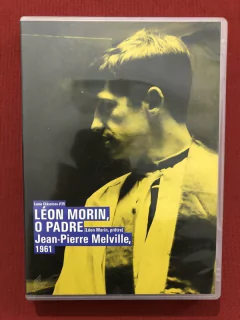 LÉON MORIN,
O PADRE (Léon Morin, prêtre)
Jean-Pierre Melville,
1961